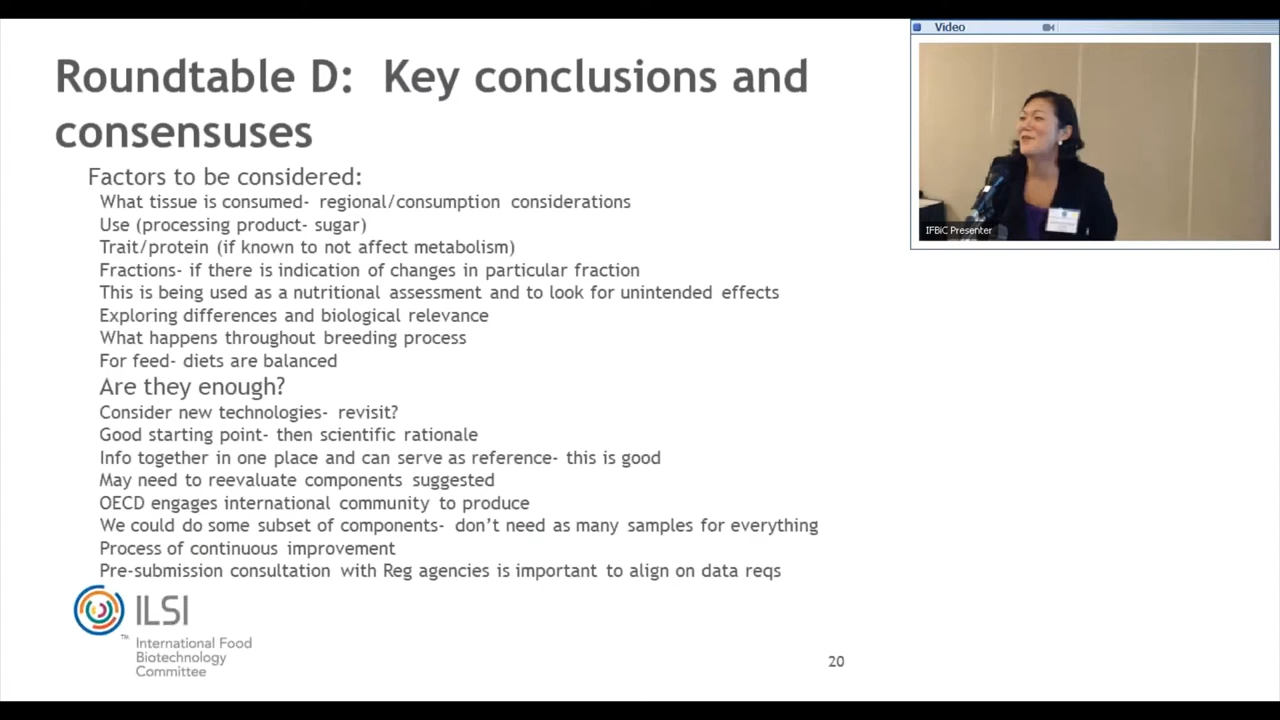 Roundtable D: Key conclusions and
consensuses
Factors to be considered:
What tissue is consumed- regional/consumption considerations
Use (processing product- sugar)
Trait/protein (if known to not affect metabolism)
Fractions- if there is indication of changes in particular fraction
This is being used as a nutritional assessment and to look for unintended effects
Exploring differences and biological relevance
What happens throughout breeding process
For feed- diets are balanced
Are they enough?
Consider new technologies- revisit?
Good starting point- then scientific rationale
Info together in one place and can serve as reference- this is good
May need to reevaluate components suggested
OECD engages international community to produce
We could do some subset of components- don't need as many samples for everything
Process of continuous improvement
Pre-submission consultation with Reg agencies is important to align on data reqs
ILSI
™ International Food
Biotechnology
Committee
20
Video
IFBiC Presenter